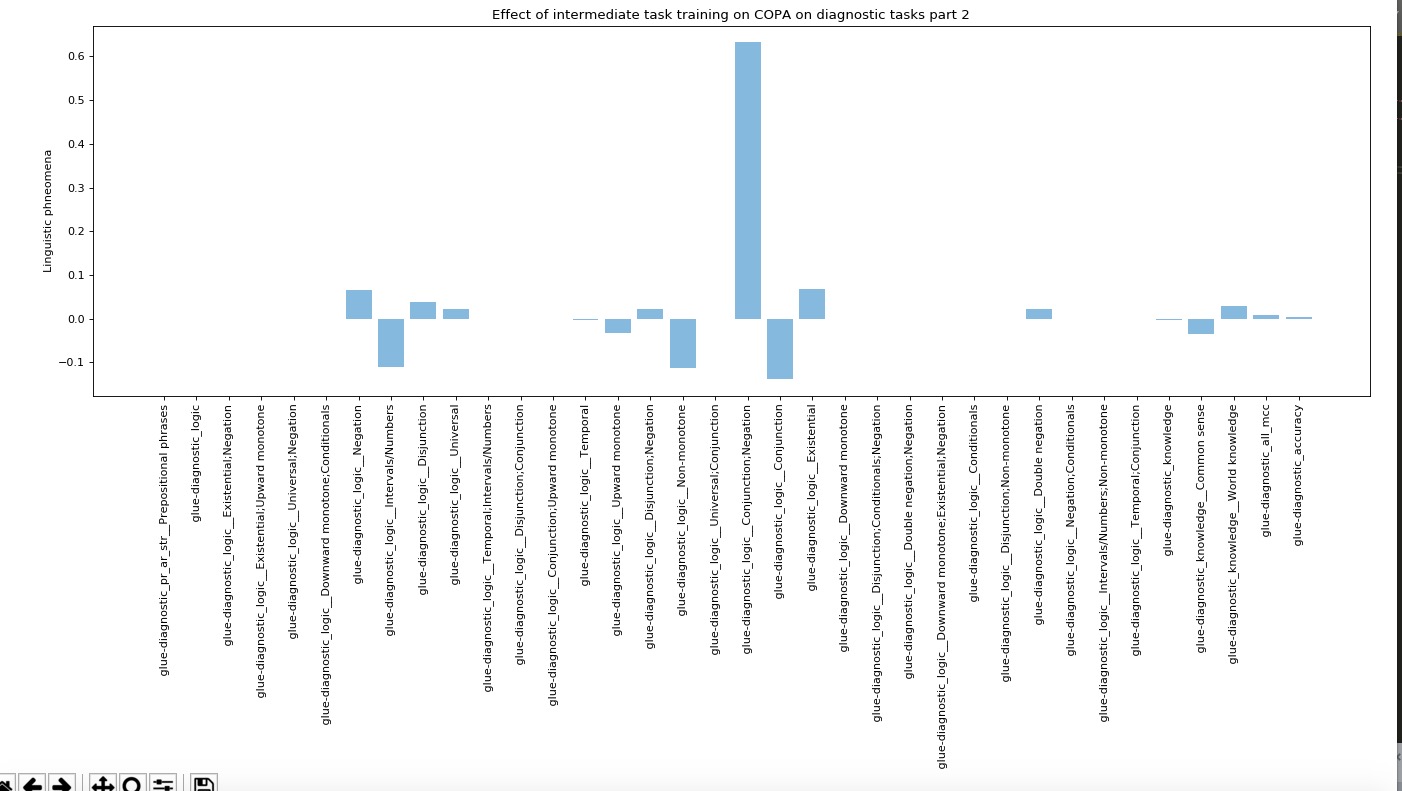 Effect of intermediate task training on COPA on diagnostic tasks part 2
Linguistic phneomena
0.6
0.5
0.4
0.3
0.2
0.1
0.0
−0.1
glue-diagnostic_pr_ar_str__Prepositional phrases
glue-diagnostic_logic
glue-diagnostic_logic__Existential;Negation
glue-diagnostic_logic__Existential;Upward monotone
glue-diagnostic_logic__Universal;Negation
glue-diagnostic_logic__Downward monotone;Conditionals
glue-diagnostic_logic__Negation
glue-diagnostic_logic__Intervals/Numbers
glue-diagnostic_logic__Disjunction
glue-diagnostic_logic__Universal
glue-diagnostic_logic__Temporal;Intervals/Numbers
glue-diagnostic_logic__Disjunction;Conjunction
glue-diagnostic_logic__Conjunction;Upward monotone
glue-diagnostic_logic__Temporal
glue-diagnostic_logic__Upward monotone
glue-diagnostic_logic__Disjunction;Negation
glue-diagnostic_logic__Non-monotone
glue-diagnostic_logic__Universal;Conjunction
glue-diagnostic_logic__Conjunction;Negation
glue-diagnostic_logic__Conjunction
glue-diagnostic_logic__Existential
glue-diagnostic_logic__Downward monotone
glue-diagnostic_logic__Disjunction;Conditionals;Negation
glue-diagnostic_logic__Double negation;Negation
glue-diagnostic_logic__Downward monotone;Existential;Negation
glue-diagnostic_logic__Conditionals
glue-diagnostic_logic__Disjunction;Non-monotone
glue-diagnostic_logic__Double negation
glue-diagnostic_logic__Negation;Conditionals
glue-diagnostic_logic__Intervals/Numbers;Non-monotone
glue-diagnostic_logic__Temporal;Conjunction
glue-diagnostic_knowledge
glue-diagnostic_knowledge__Common sense
glue-diagnostic_knowledge__World knowledge
glue-diagnostic_all_mcc
glue-diagnostic_accuracy